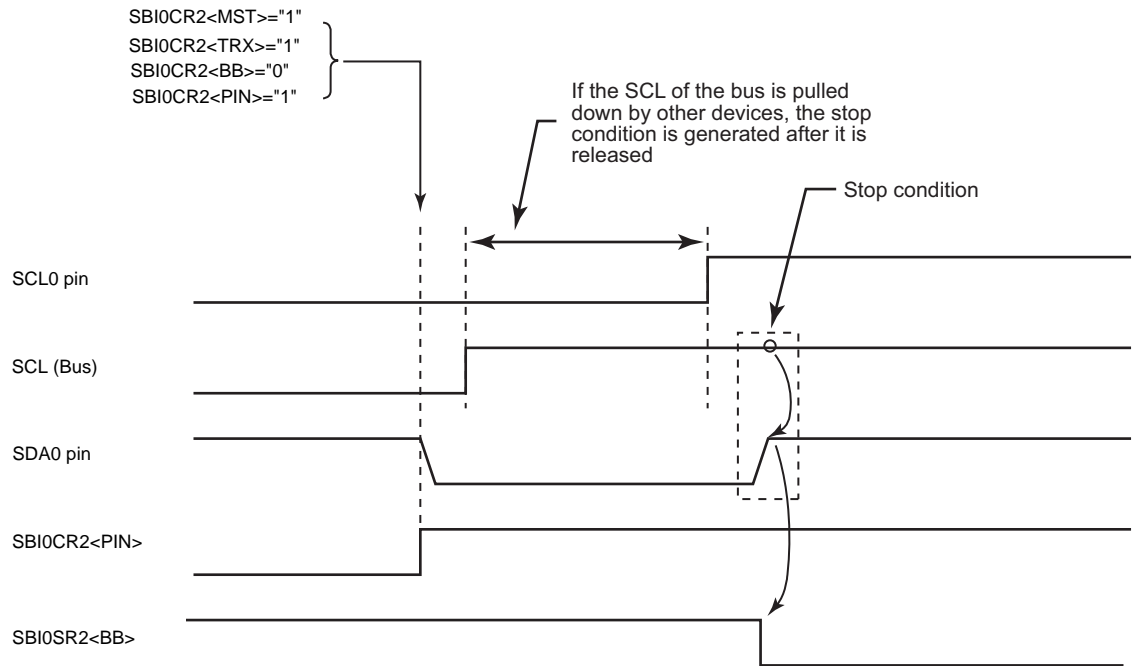 SBI0CR2<MST>="1"
SBI0CR2<TRX>="1"
SBI0CR2<BB>="0"
SBI0CR2<PIN>="1"
If the SCL of the bus is pulled
down by other devices, the stop
condition is generated after it is
released
Stop condition
SCL0 pin
SCL (Bus)
SDA0 pin
SBI0CR2<PIN>
SBI0SR2<BB>